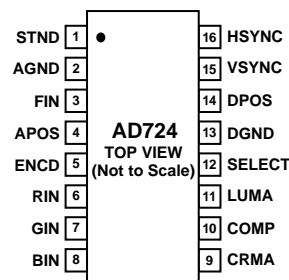 STND 1 16 HSYNC
AGND 2 15 VSYNC
FIN 3 14 DPOS
APOS 4 AD724 13 DGND
ENCD 5 TOP VIEW (Not to Scale) 12 SELECT
RIN 6 11 LUMA
GIN 7 10 COMP
BIN 8 9 CRMA